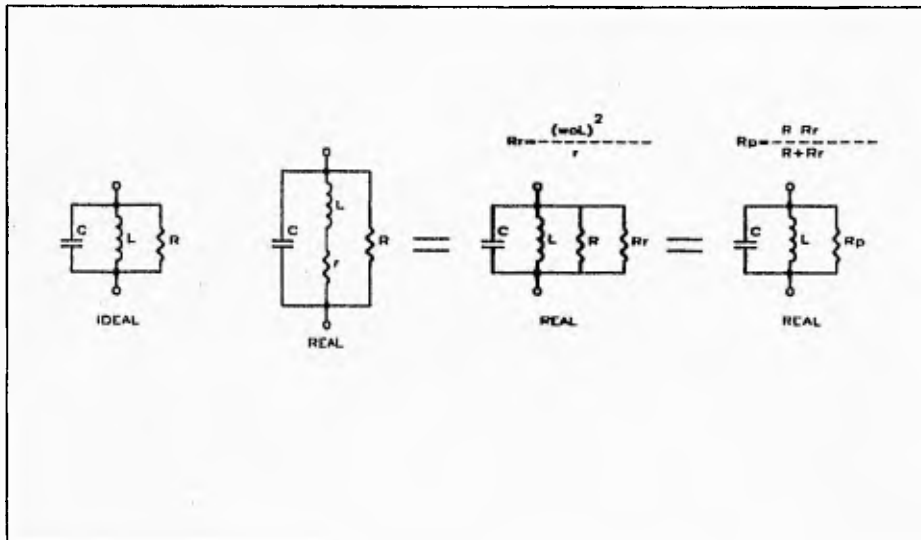 Rr = (woL)² / r
Rp = R Rr / R+Rr
C L R
IDEAL
C L r R
REAL
C L R Rr
REAL
C L Rp
REAL